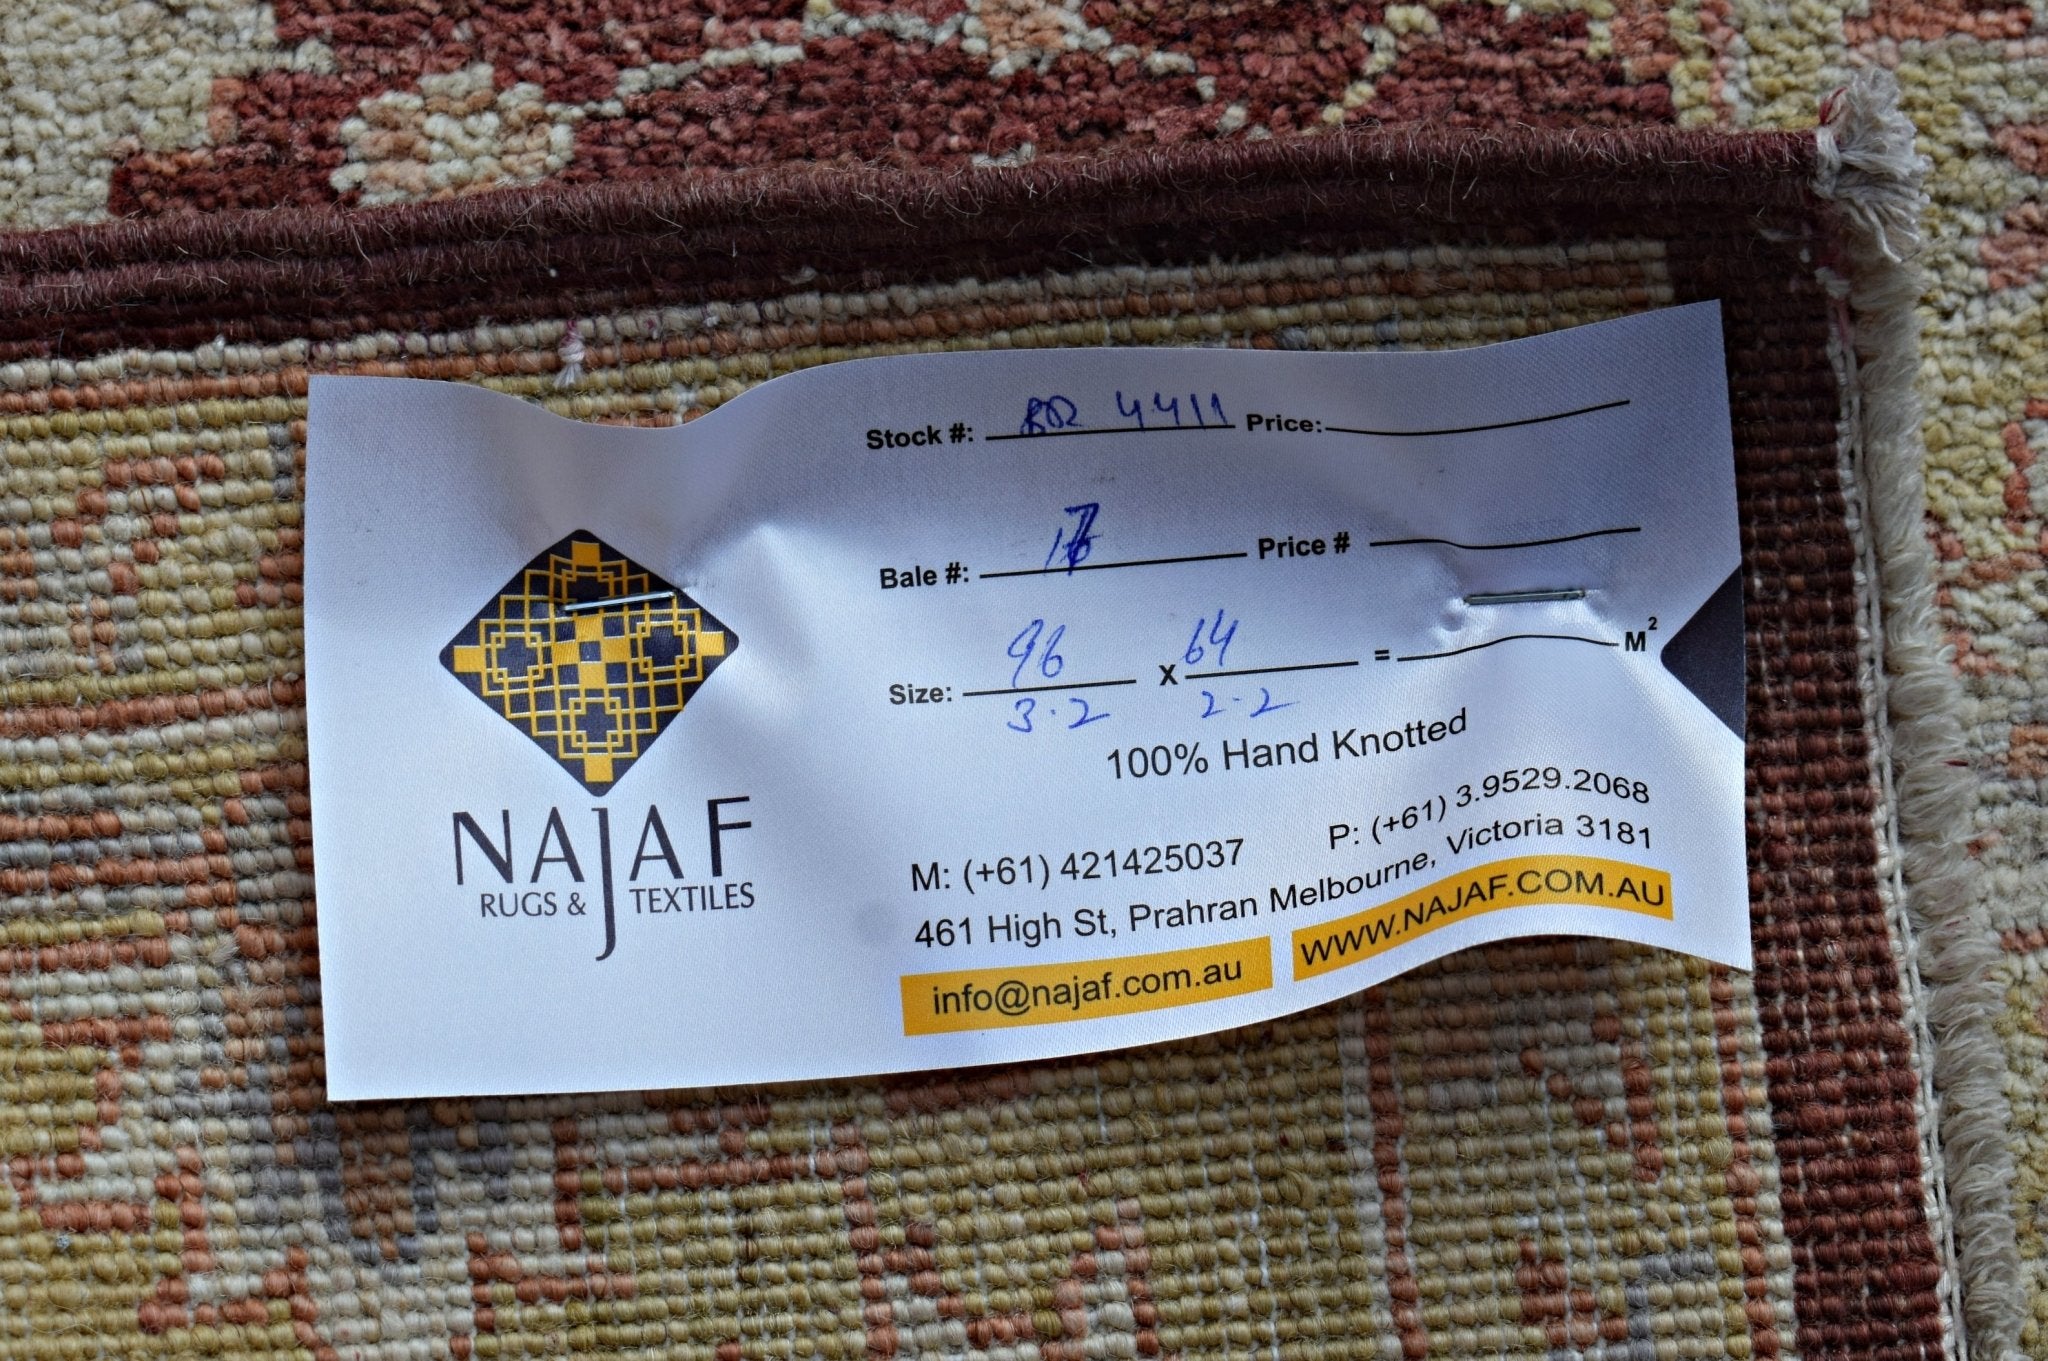 NAJAF
RUGS & TEXTILES
Stock #: 4411 Price:
Bale #: 17 Price #
Size: 96 X 64 = M²
3.2 2.2
100% Hand Knotted
M: (+61) 421425037 P: (+61) 3.9529.2068
461 High St, Prahran Melbourne, Victoria 3181
info@najaf.com.au WWW.NAJAF.COM.AU